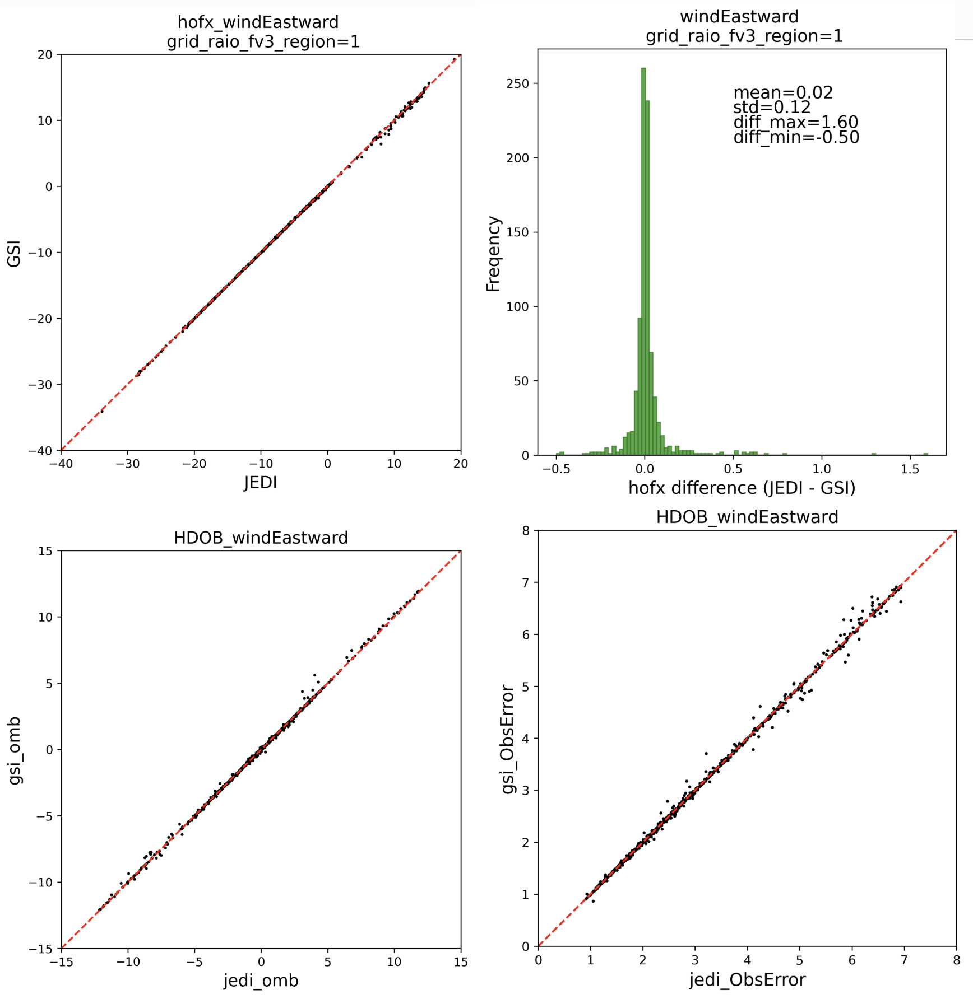 hofx_windEastward
grid_raio_fv3_region=1
20
10
0
−10
−20
−30
−40
GSI
−40 −30 −20 −10 0 10 20
JEDI
windEastward
grid_raio_fv3_region=1
mean=0.02
std=0.12
diff_max=1.60
diff_min=-0.50
250
200
150
100
50
0
Freqency
−0.5 0.0 0.5 1.0 1.5
hofx difference (JEDI - GSI)
HDOB_windEastward
15
10
5
0
−5
−10
−15
gsi_omb
−15 −10 −5 0 5 10 15
jedi_omb
HDOB_windEastward
8
7
6
5
4
3
2
1
0
gsi_ObsError
0 1 2 3 4 5 6 7 8
jedi_ObsError